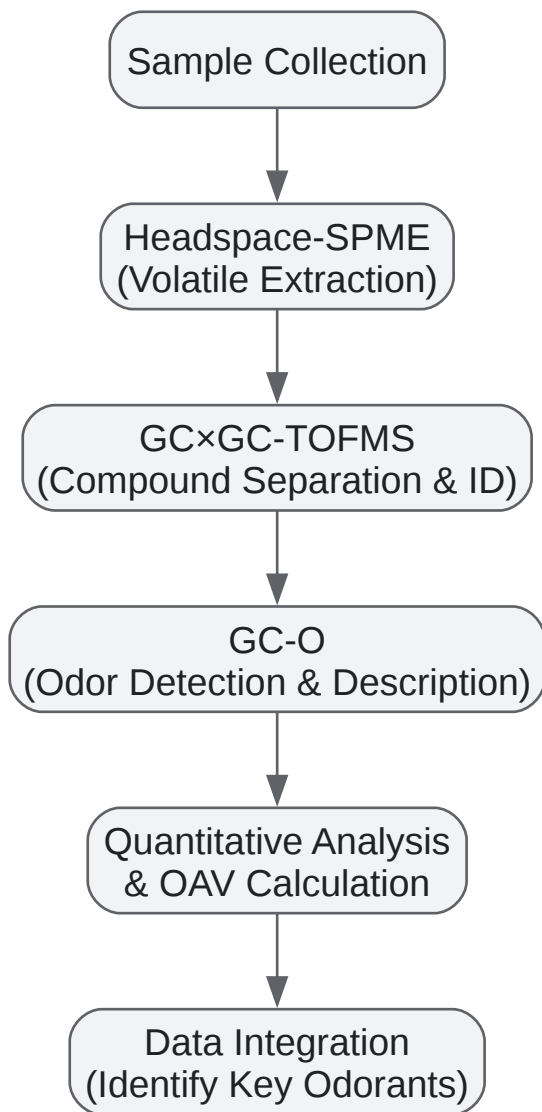 Sample Collection
Headspace-SPME
(Volatile Extraction)
GC×GC-TOFMS
(Compound Separation & ID)
GC-O
(Odor Detection & Description)
Quantitative Analysis
& OAV Calculation
Data Integration
(Identify Key Odorants)